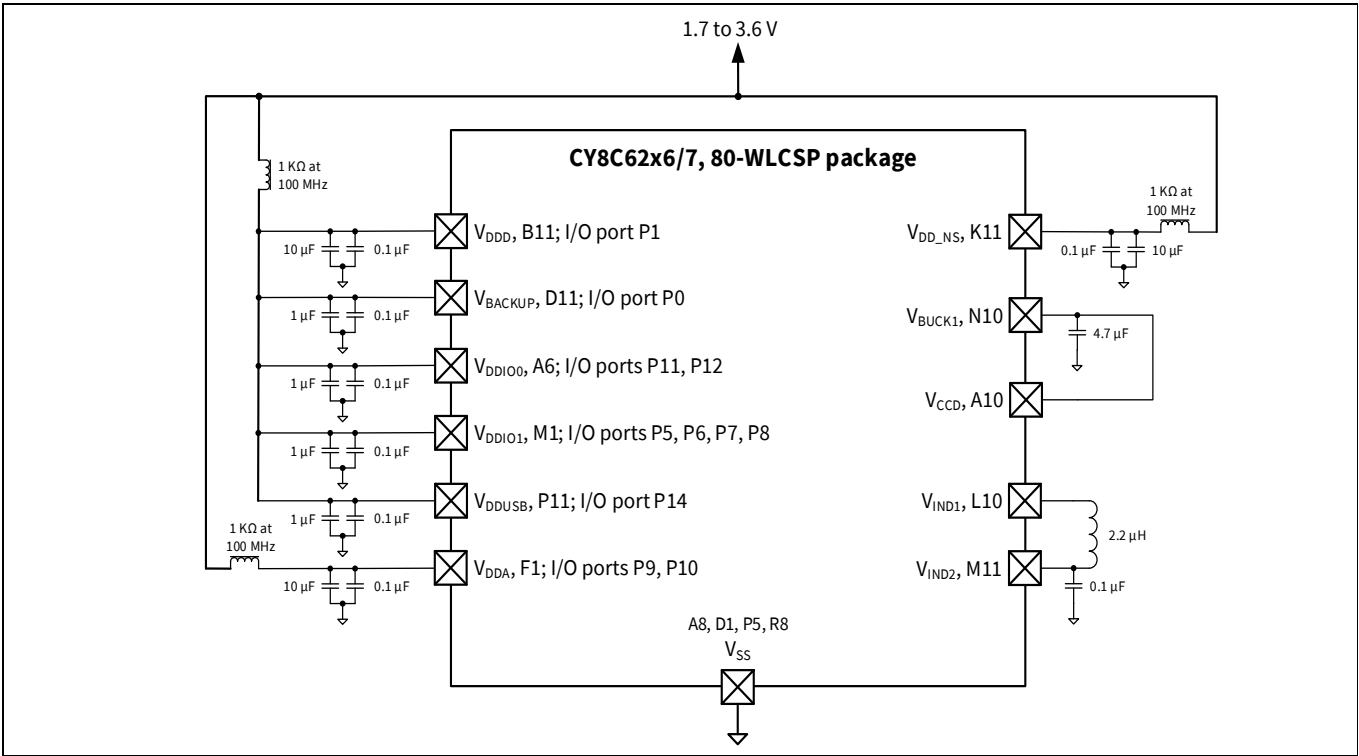 1.7 to 3.6 V
CY8C62x6/7, 80-WLCSP package
1 KΩ at
100 MHz
1 KΩ at
100 MHz
VDDD, B11; I/O port P1
10 µF
0.1 µF
VDD_NS, K11
0.1 µF
10 µF
VBACKUP, D11; I/O port P0
1 µF
0.1 µF
VBUCK1, N10
4.7 µF
VDDIO0, A6; I/O ports P11, P12
1 µF
0.1 µF
VCCD, A10
VDDIO1, M1; I/O ports P5, P6, P7, P8
1 µF
0.1 µF
VDDUSB, P11; I/O port P14
1 µF
0.1 µF
VIND1, L10
2.2 µH
1 KΩ at
100 MHz
VDDA, F1; I/O ports P9, P10
10 µF
0.1 µF
VIND2, M11
0.1 µF
A8, D1, P5, R8
VSS